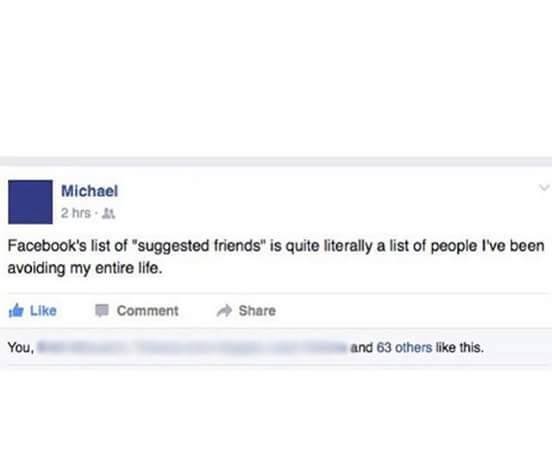 Michael
2 hrs ·
Facebook's list of "suggested friends" is quite literally a list of people I've been
avoiding my entire life.
Like Comment Share
You, and 63 others like this.